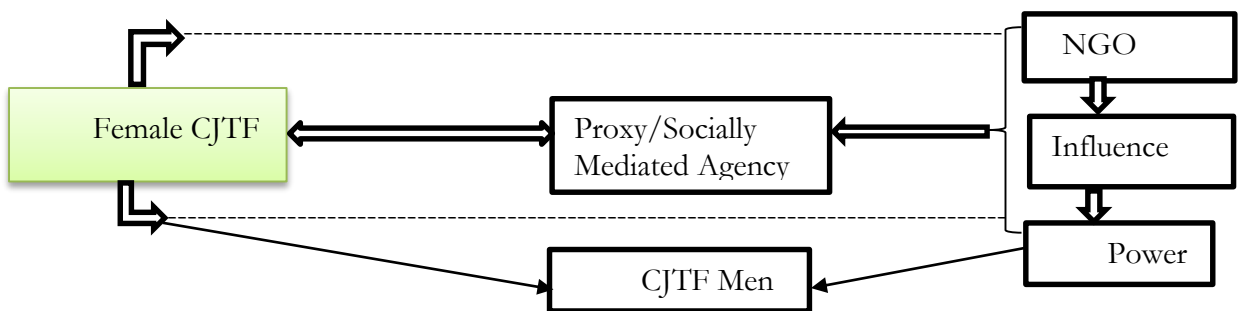 NGO
Female CJTF
Proxy/Socially
Mediated Agency
Influence
Power
CJTF Men